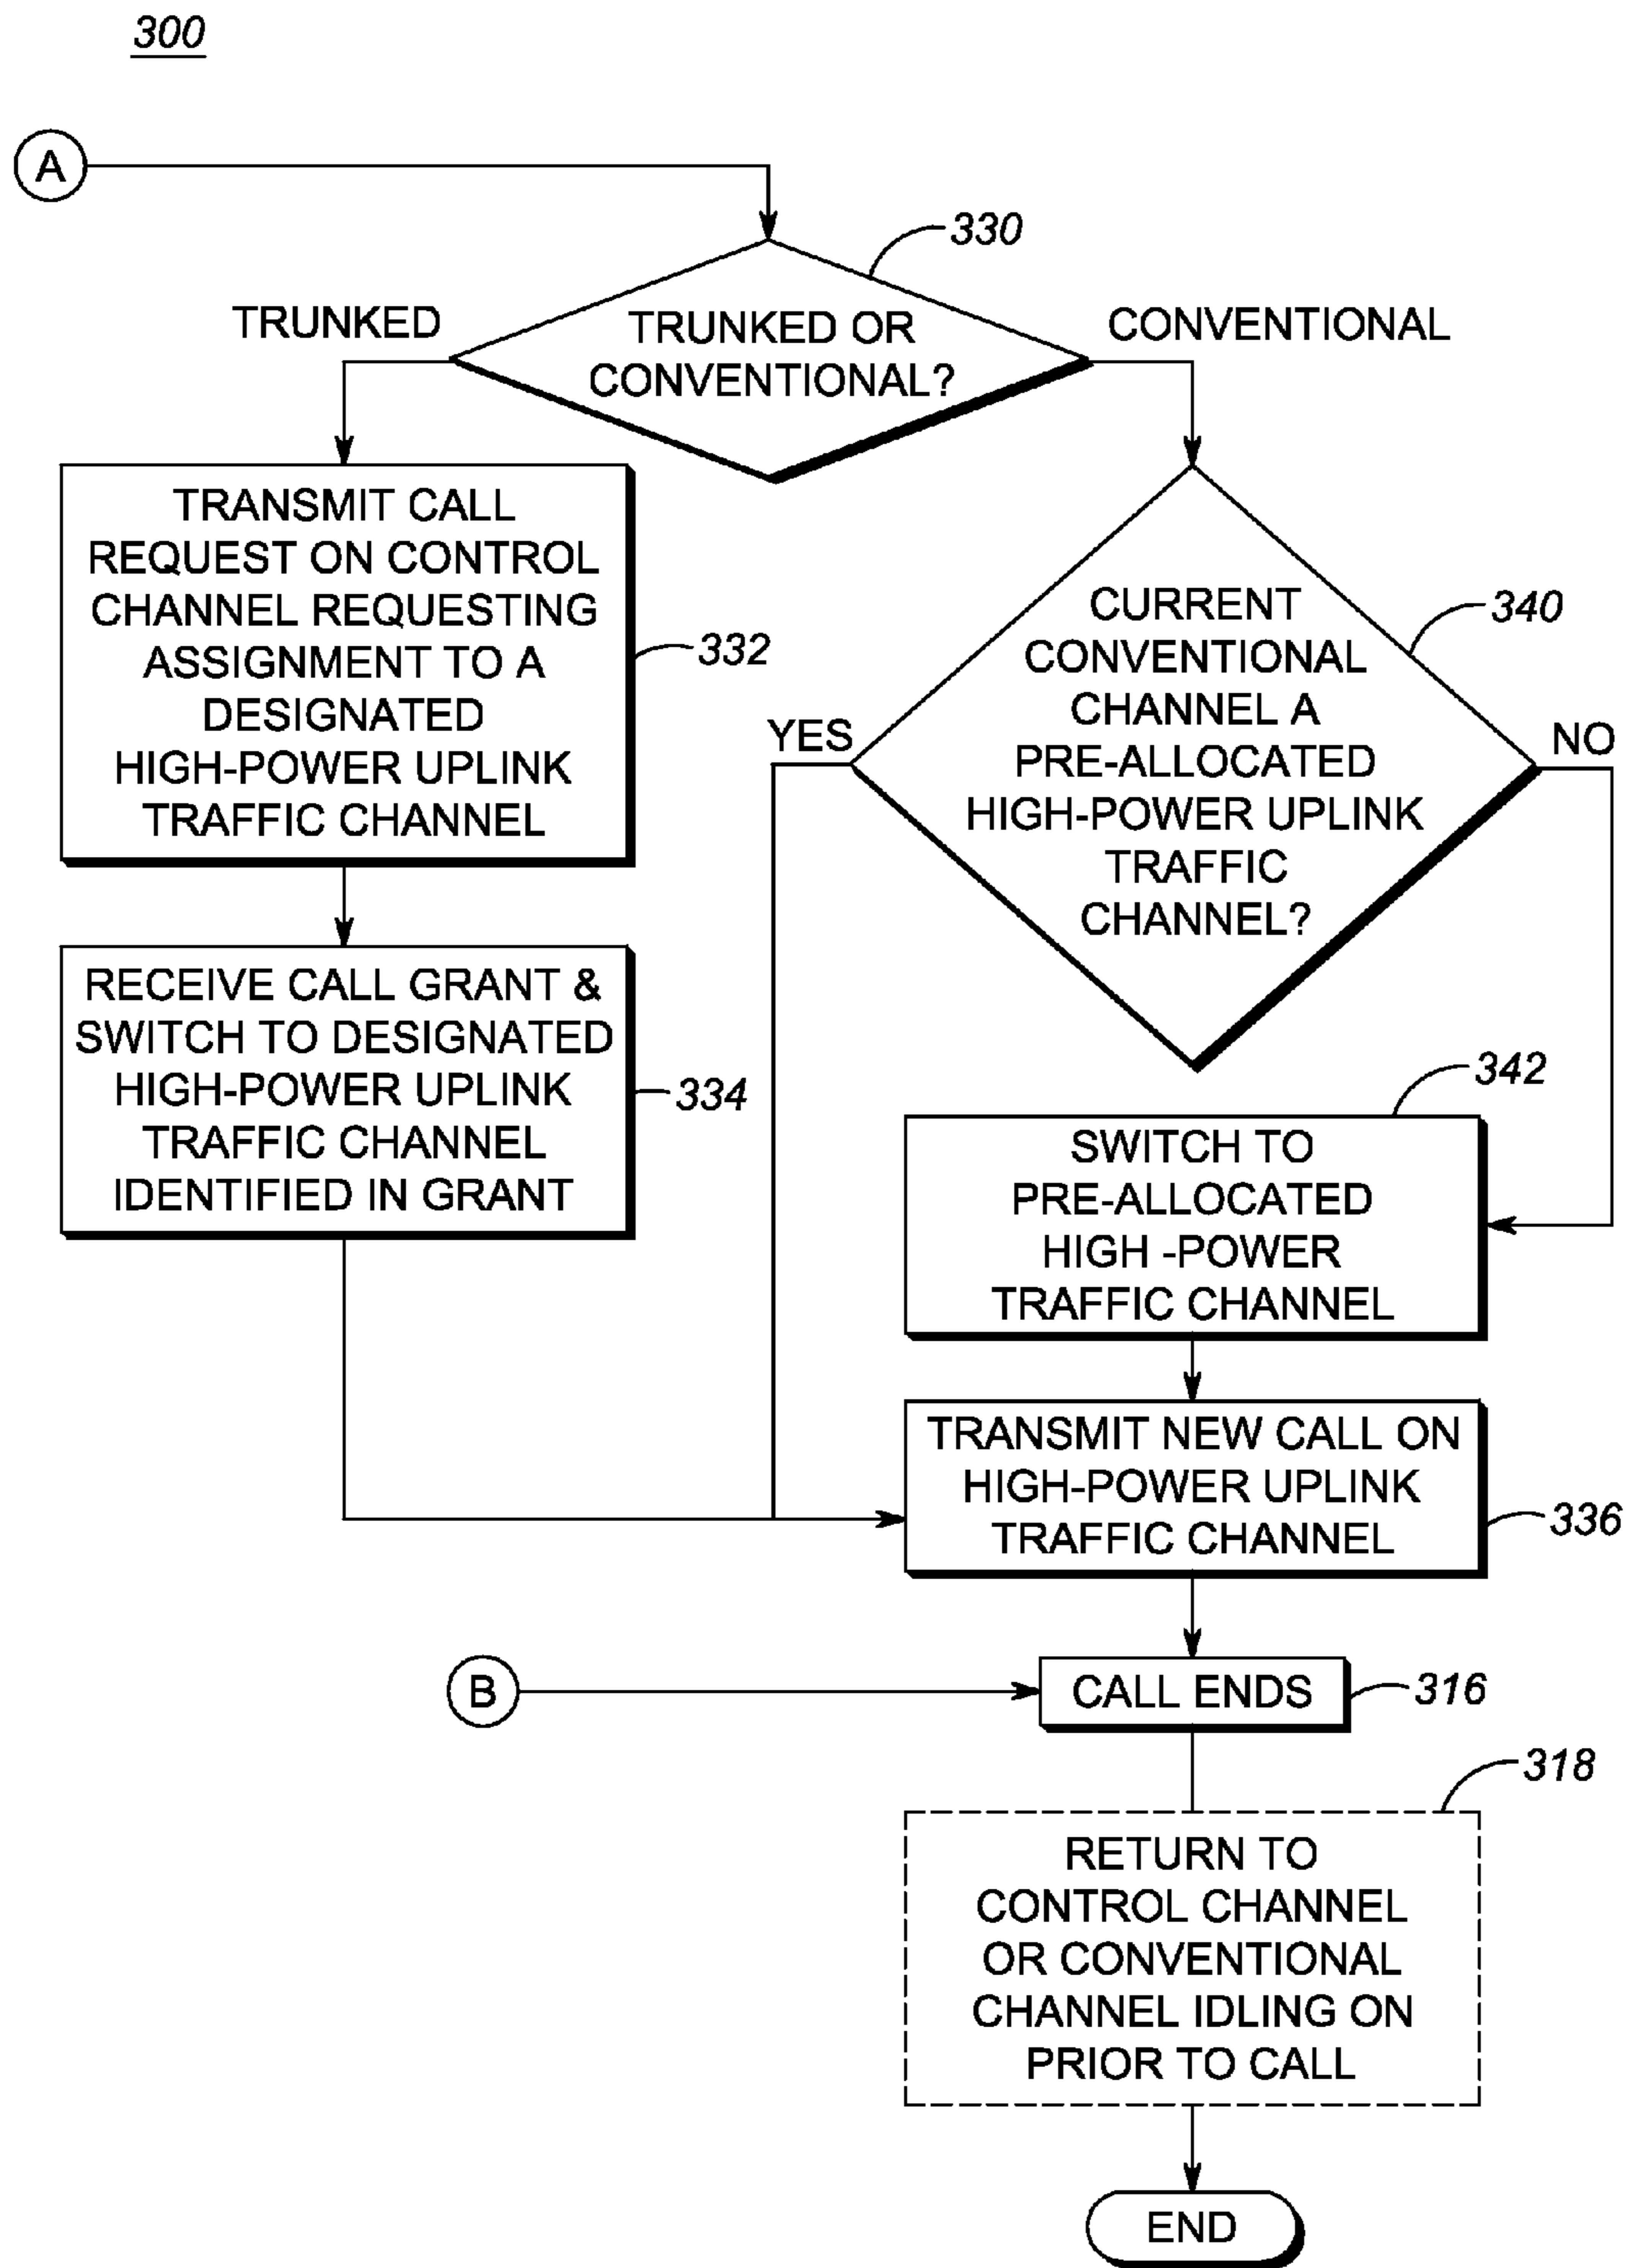 300
A
330
TRUNKED
TRUNKED OR
CONVENTIONAL?
CONVENTIONAL
TRANSMIT CALL
REQUEST ON CONTROL
CHANNEL REQUESTING
ASSIGNMENT TO A
DESIGNATED
HIGH-POWER UPLINK
TRAFFIC CHANNEL
332
CURRENT
CONVENTIONAL
CHANNEL A
PRE-ALLOCATED
HIGH-POWER UPLINK
TRAFFIC
CHANNEL?
340
YES
NO
RECEIVE CALL GRANT &
SWITCH TO DESIGNATED
HIGH-POWER UPLINK
TRAFFIC CHANNEL
IDENTIFIED IN GRANT
334
342
SWITCH TO
PRE-ALLOCATED
HIGH -POWER
TRAFFIC CHANNEL
TRANSMIT NEW CALL ON
HIGH-POWER UPLINK
TRAFFIC CHANNEL
336
B
CALL ENDS
316
318
RETURN TO
CONTROL CHANNEL
OR CONVENTIONAL
CHANNEL IDLING ON
PRIOR TO CALL
END